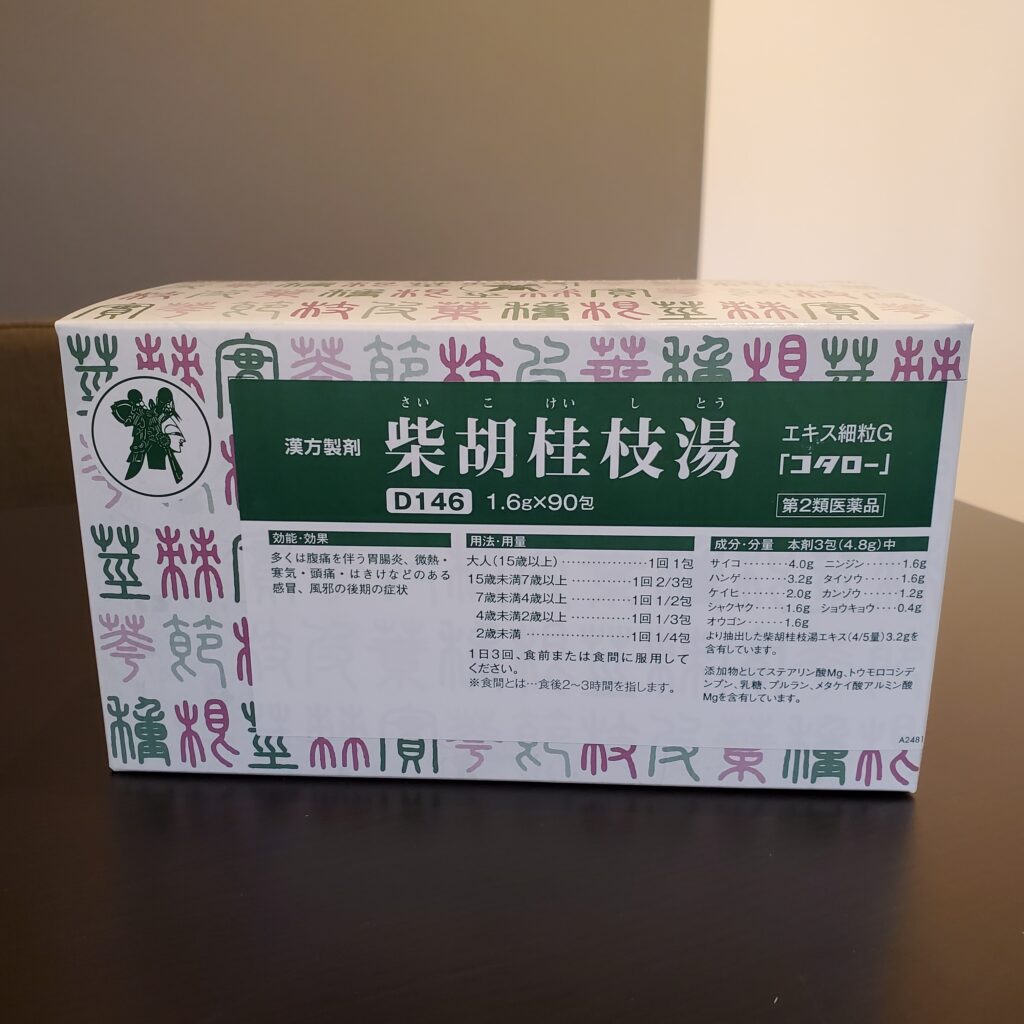 さいこけいしとう
漢方製剤
柴胡桂枝湯
エキス細粒G
「コタロー」
D146 1.6g×90包
第2類医薬品
効能・効果
多くは腹痛を伴う胃腸炎、微熱・
寒気・頭痛・はきけなどのある
感冒、風邪の後期の症状
用法・用量
大人(15歳以上)……………1回 1包
15歳未満7歳以上…………1回 2/3包
7歳未満4歳以上…………1回 1/2包
4歳未満2歳以上…………1回 1/3包
2歳未満……………………1回 1/4包
1日3回、食前または食間に服用して
ください。
※食間とは…食後2〜3時間を指します。
成分・分量 本剤3包(4.8g)中
サイコ………4.0g ニンジン……1.6g
ハンゲ………3.2g タイソウ……1.6g
ケイヒ………2.0g カンゾウ……1.2g
シャクヤク……1.6g ショウキョウ……0.4g
オウゴン……1.6g
より抽出した柴胡桂枝湯エキス(4/5量)3.2gを
含有しています。
添加物としてステアリン酸Mg、トウモロコシデ
ンプン、乳糖、プルラン、メタケイ酸アルミン酸
Mgを含有しています。
A2481